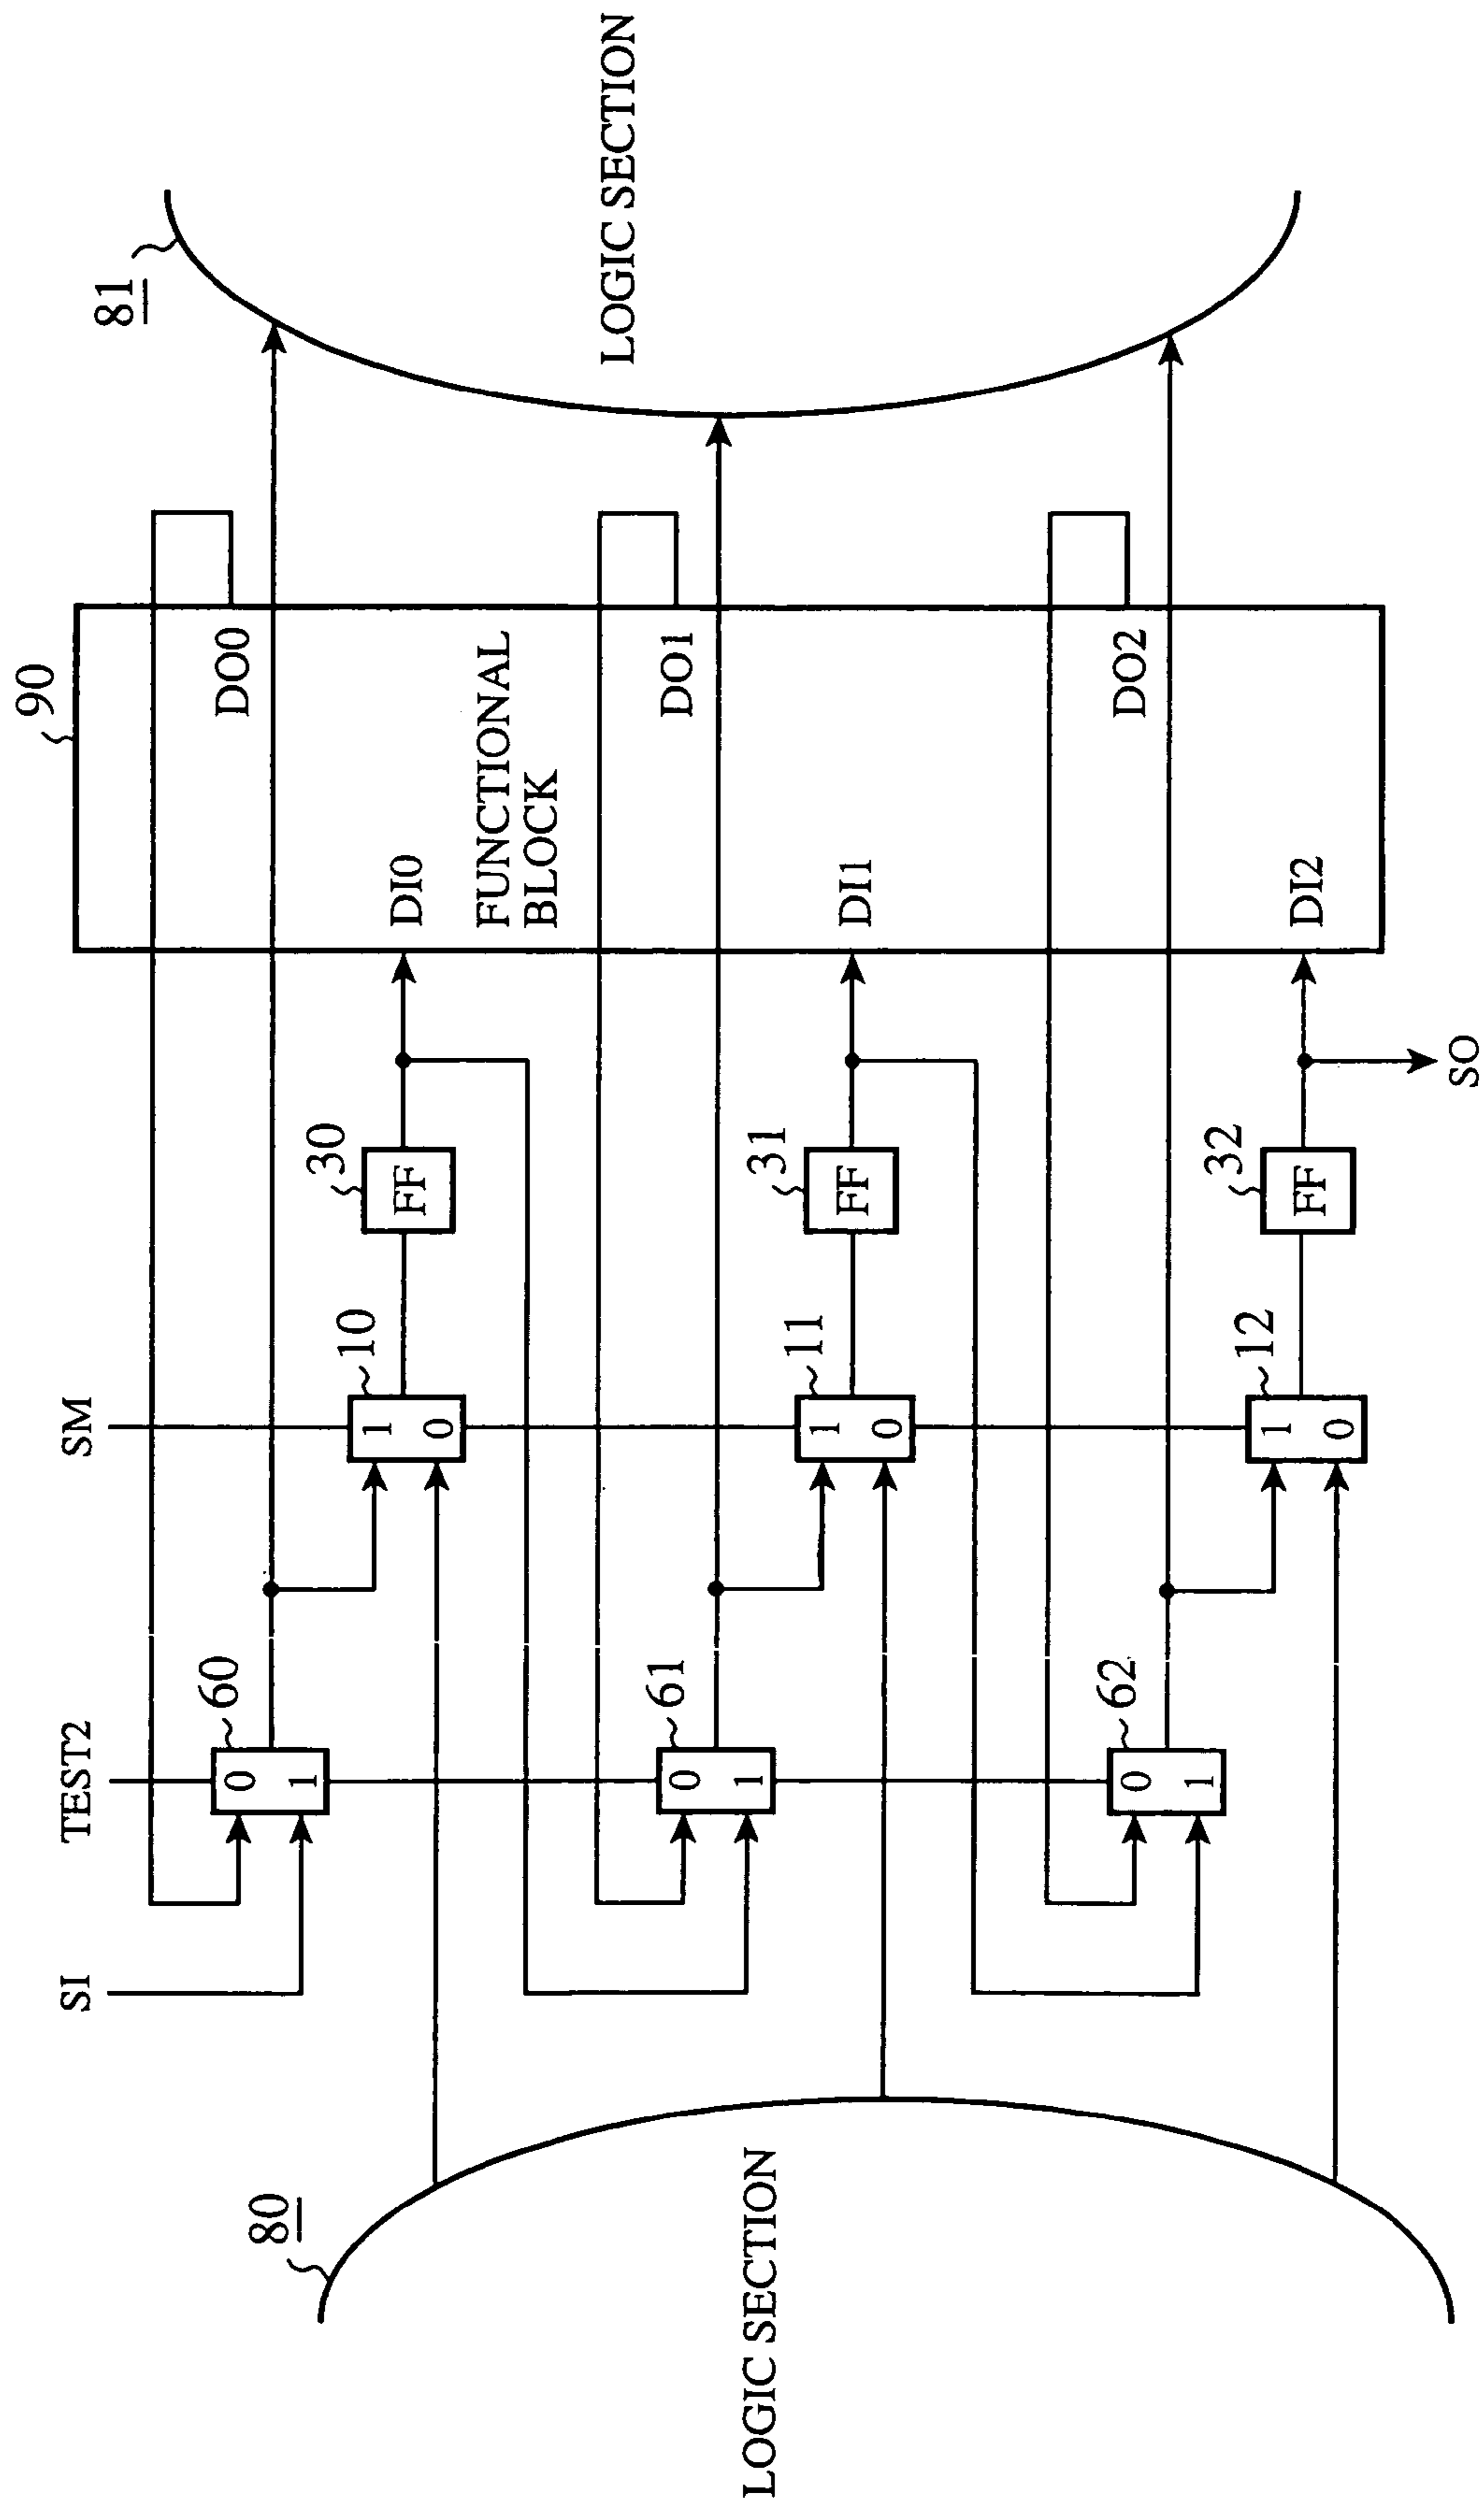 SI
TEST2
SM
90
81
80
LOGIC SECTION
60
0
1
10
1
0
30
FF
DI0
DO0
FUNCTIONAL
BLOCK
LOGIC SECTION
61
0
1
11
1
0
31
FF
DI1
DO1
62
0
1
12
1
0
32
FF
DI2
DO2
SO